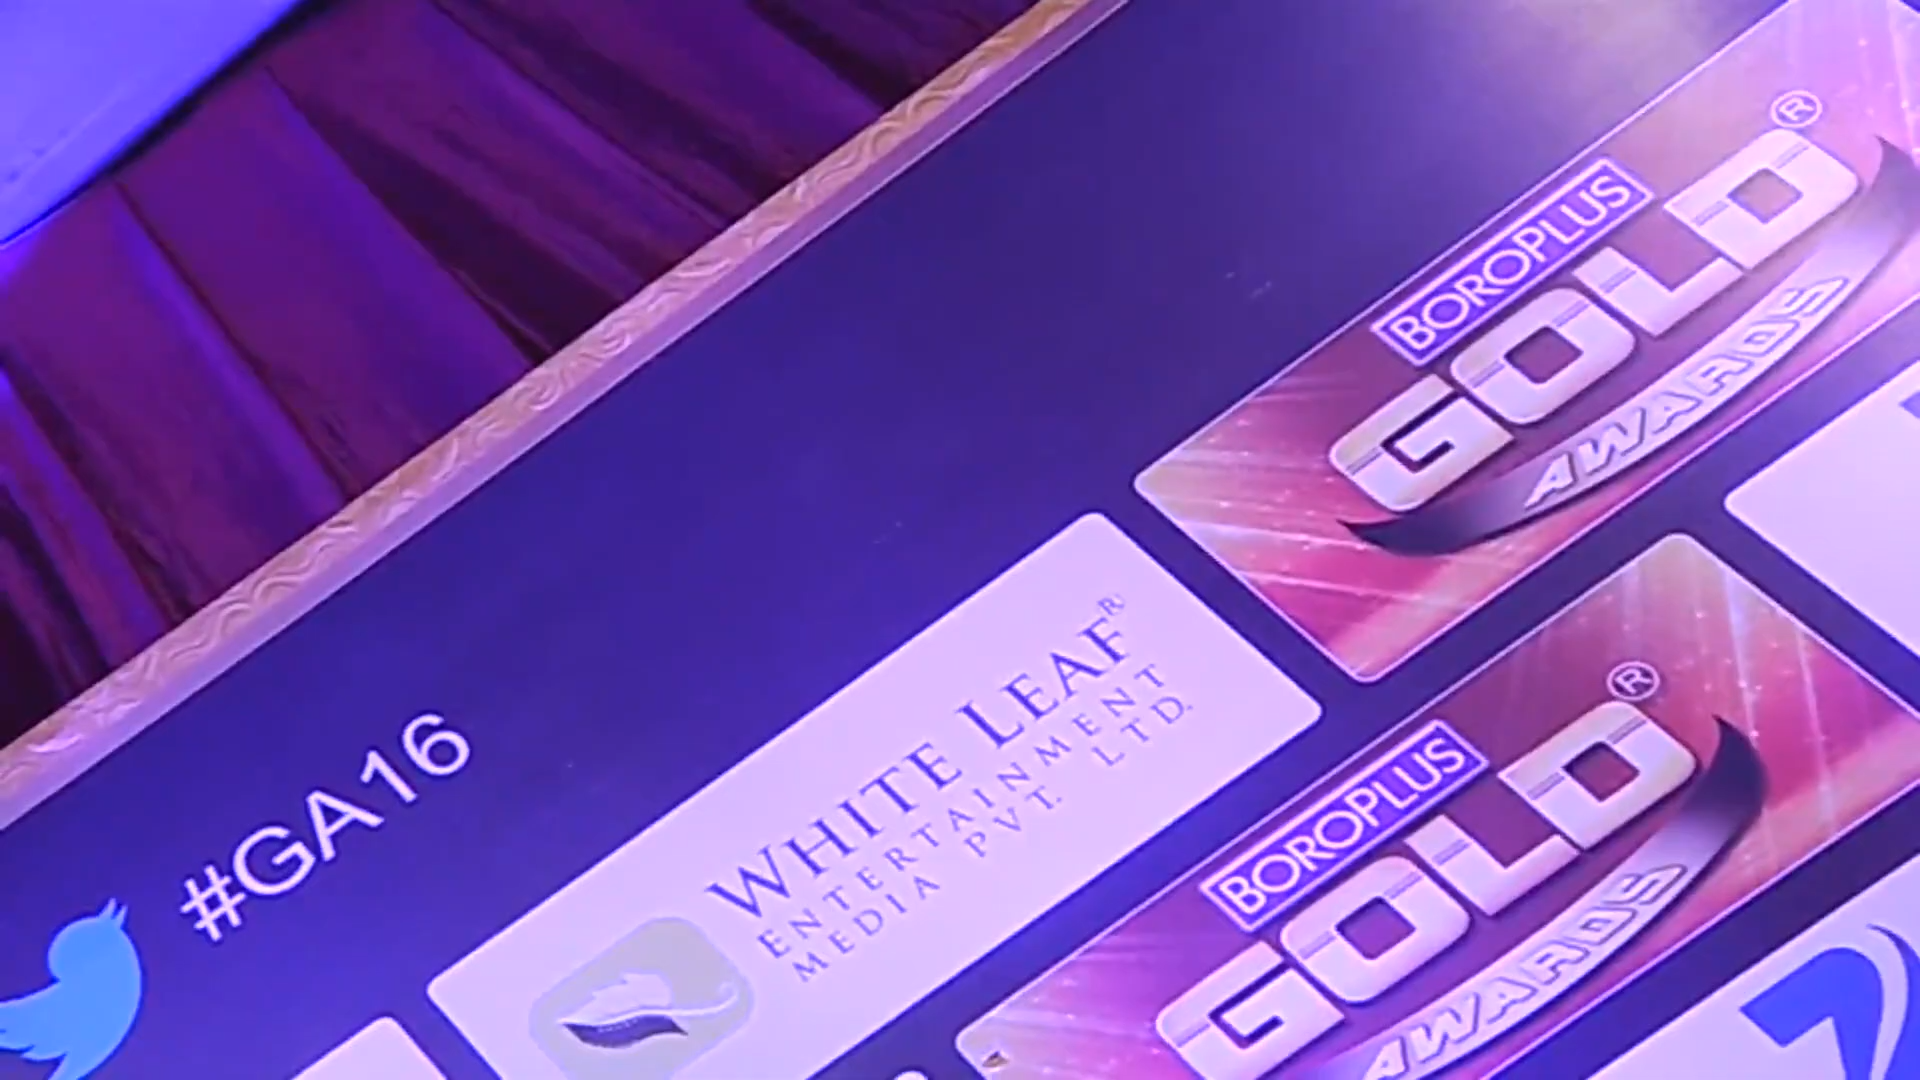 BOROPLUS
GOLD®
AWARDS
#GA16
WHITE LEAF®
ENTERTAINMENT
MEDIA PVT. LTD.
BOROPLUS
GOLD®
AWARDS